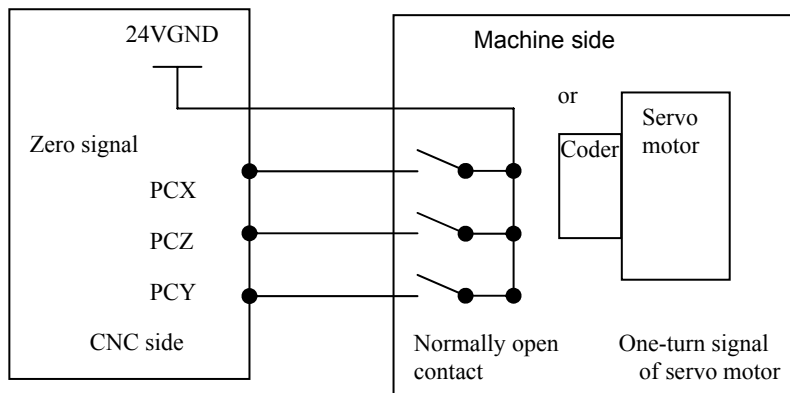 24VGND
Zero signal
PCX
PCZ
PCY
CNC side
Machine side
or
Coder
Servo
motor
Normally open
contact
One-turn signal
of servo motor